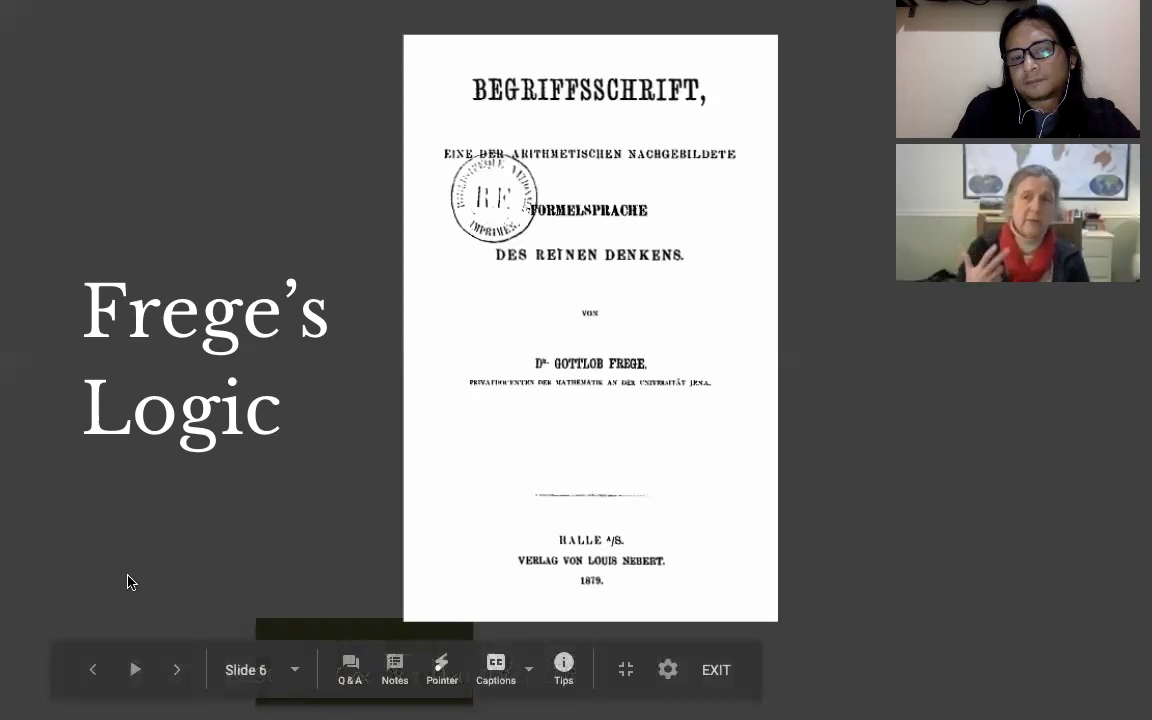 Frege’s
Logic
BEGRIFFSSCHRIFT,
EINE DER ARITHMETISCHEN NACHGEBILDETE
FORMELSPRACHE
DES REINEN DENKENS.
VON
DR. GOTTLOB FREGE.
PRIVATDOCENTEN DER MATHEMATIK AN DER UNIVERSITÄT JENA.
HALLE A/S.
VERLAG VON LOUIS NEBERT.
1879.
R.F.
IMPRIMÉS.
Slide 6
Q & A
Notes
Pointer
Captions
Tips
EXIT